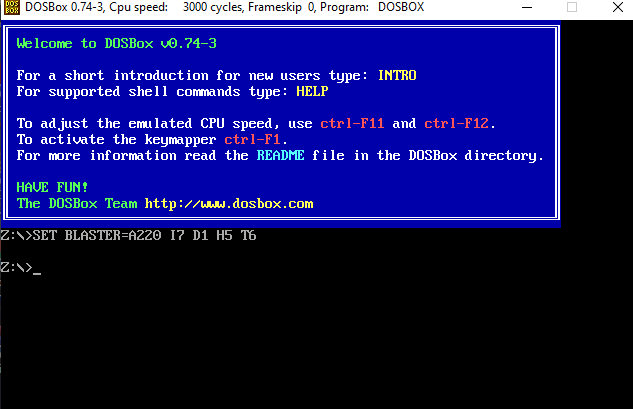 DOS BOX DOSBox 0.74-3, Cpu speed: 3000 cycles, Frameskip 0, Program: DOSBOX
Welcome to DOSBox v0.74-3
For a short introduction for new users type: INTRO
For supported shell commands type: HELP
To adjust the emulated CPU speed, use ctrl-F11 and ctrl-F12.
To activate the keymapper ctrl-F1.
For more information read the README file in the DOSBox directory.
HAVE FUN!
The DOSBox Team http://www.dosbox.com
Z:\>SET BLASTER=A220 I7 D1 H5 T6
Z:\>_